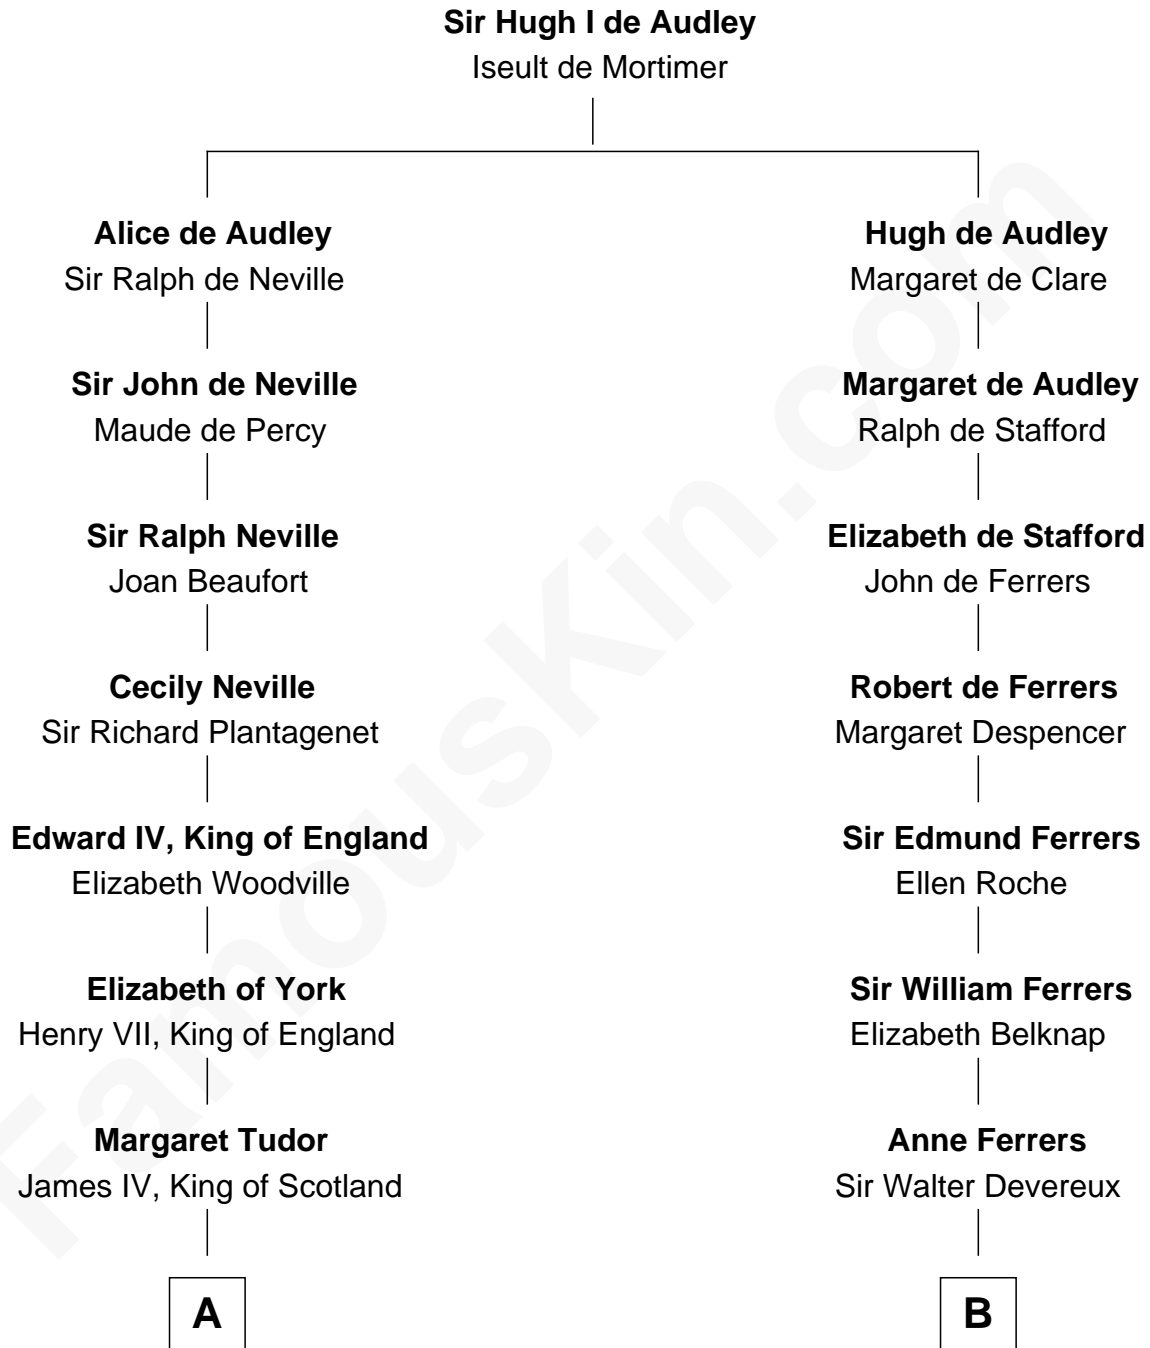 Sir Hugh I de Audley
Iseult de Mortimer
Alice de Audley
Sir Ralph de Neville
Hugh de Audley
Margaret de Clare
Sir John de Neville
Maude de Percy
Margaret de Audley
Ralph de Stafford
Sir Ralph Neville
Joan Beaufort
Elizabeth de Stafford
John de Ferrers
Cecily Neville
Sir Richard Plantagenet
Robert de Ferrers
Margaret Despencer
Edward IV, King of England
Elizabeth Woodville
Sir Edmund Ferrers
Ellen Roche
Elizabeth of York
Henry VII, King of England
Sir William Ferrers
Elizabeth Belknap
Margaret Tudor
James IV, King of Scotland
Anne Ferrers
Sir Walter Devereux
A
B
FamousKin.com